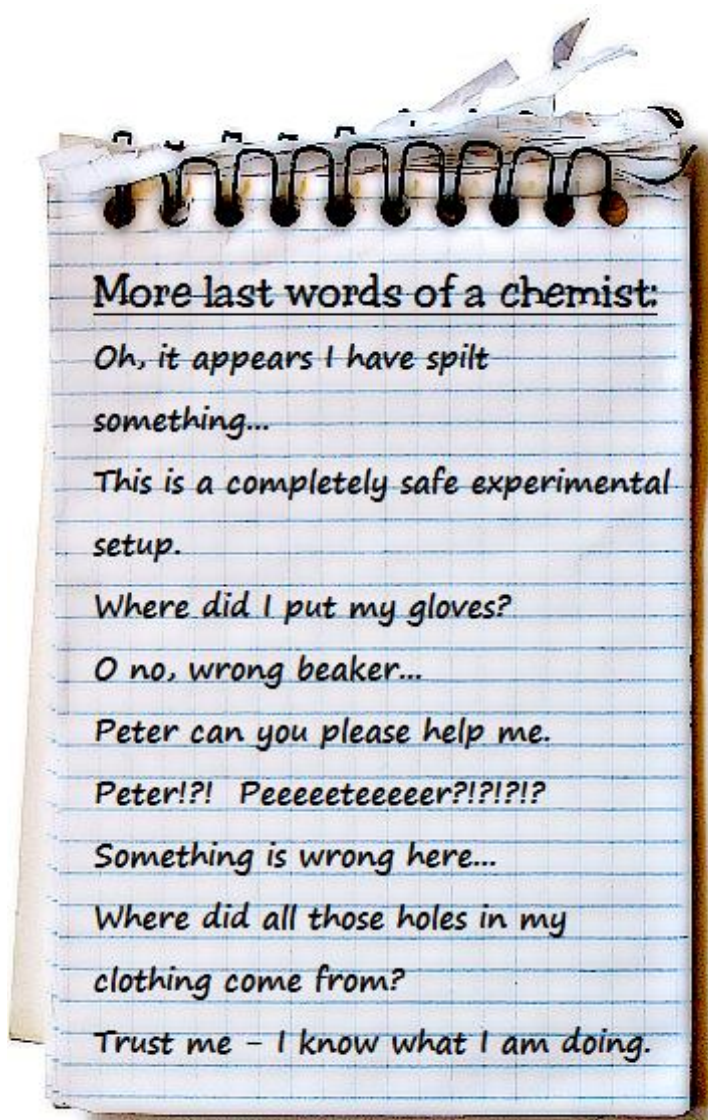 More last words of a chemist:
Oh, it appears I have spilt
something...
This is a completely safe experimental
setup.
Where did I put my gloves?
O no, wrong beaker...
Peter can you please help me.
Peter!?! Peeeeeteeeeer?!?!?!?
Something is wrong here...
Where did all those holes in my
clothing come from?
Trust me - I know what I am doing.